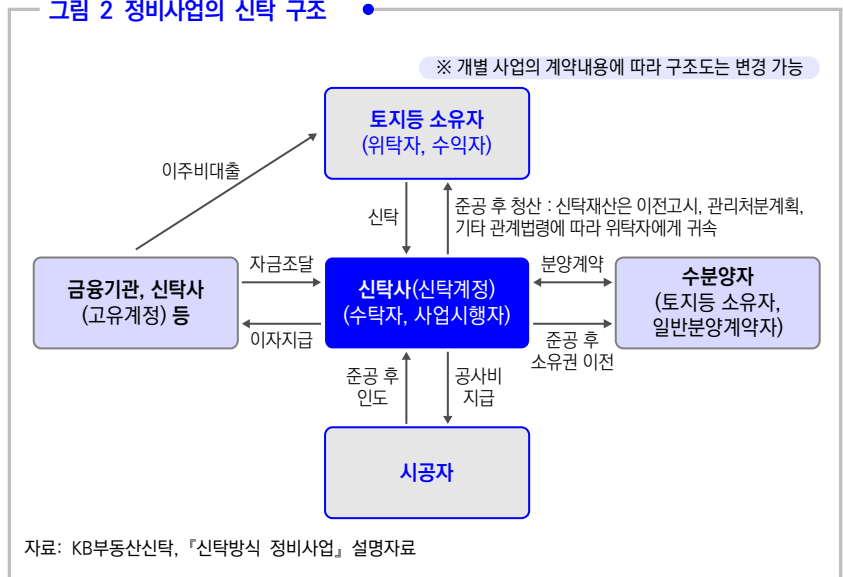 그림 2 정비사업의 신탁 구조
※ 개별 사업의 계약내용에 따라 구조도는 변경 가능
토지등 소유자
(위탁자, 수익자)
이주비대출
신탁
준공 후 청산 : 신탁재산은 이전고시, 관리처분계획,
기타 관계법령에 따라 위탁자에게 귀속
금융기관, 신탁사
(고유계정) 등
자금조달
이자지급
신탁사(신탁계정)
(수탁자, 사업시행자)
분양계약
준공 후
소유권 이전
수분양자
(토지등 소유자,
일반분양계약자)
준공 후
인도
공사비
지급
시공자
자료: KB부동산신탁, 『신탁방식 정비사업』 설명자료